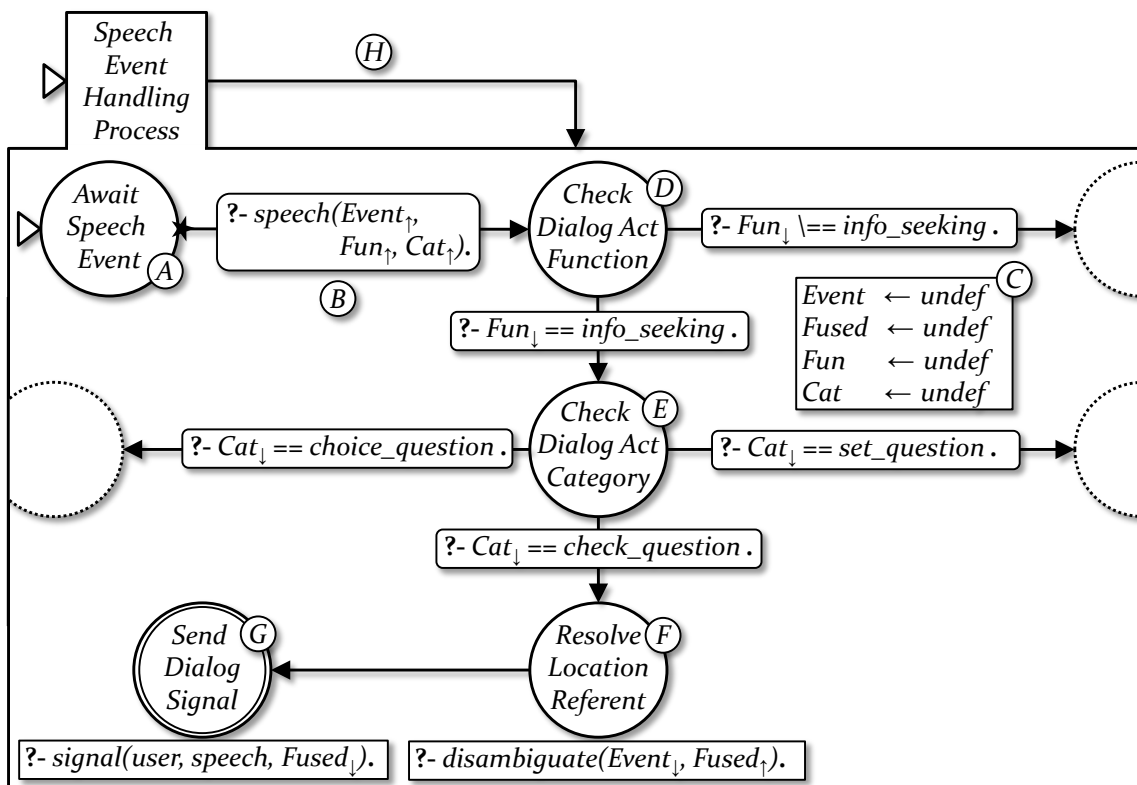 Speech
Event
Handling
Process
H
Await
Speech
Event
A
?- speech(Event↑,
Fun↑, Cat↑).
B
Check
Dialog Act
Function
D
?- Fun↓ \== info_seeking .
C
Event ← undef
Fused ← undef
Fun ← undef
Cat ← undef
?- Fun↓ == info_seeking .
?- Cat↓ == choice_question .
Check
Dialog Act
Category
E
?- Cat↓ == set_question .
?- Cat↓ == check_question .
Send
Dialog
Signal
G
Resolve
Location
Referent
F
?- signal(user, speech, Fused↓).
?- disambiguate(Event↓, Fused↑).